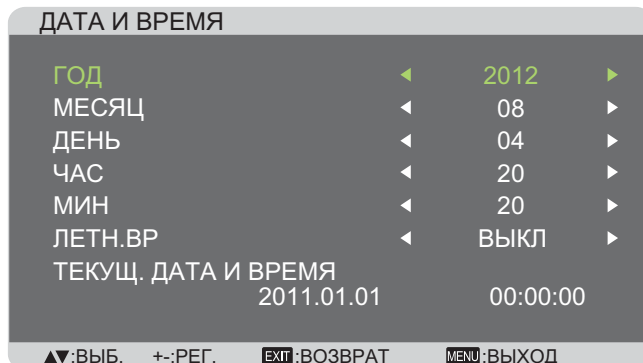 ДАТА И ВРЕМЯ
ГОД 2012
МЕСЯЦ 08
ДЕНЬ 04
ЧАС 20
МИН 20
ЛЕТН.ВР ВЫКЛ
ТЕКУЩ. ДАТА И ВРЕМЯ
2011.01.01 00:00:00
▲▼:ВЫБ. +-:РЕГ. EXIT:ВОЗВРАТ MENU:ВЫХОД